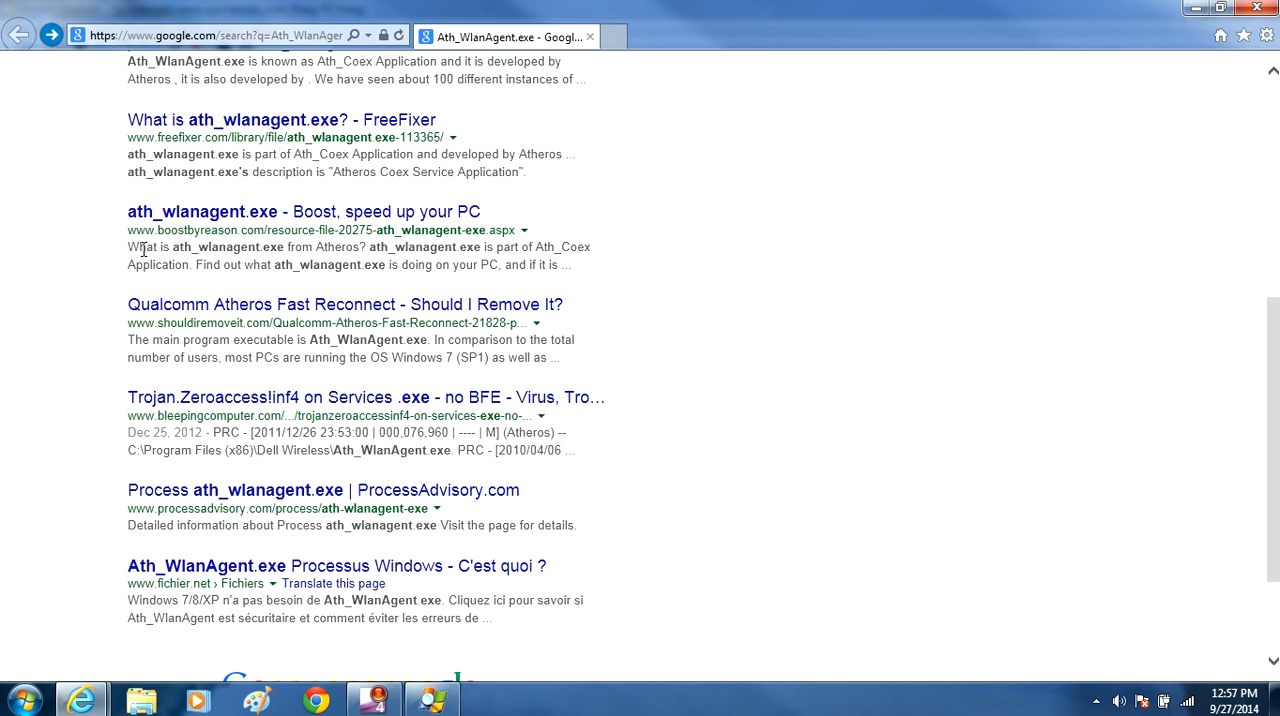 https://www.google.com/search?q=Ath_WlanAger
Ath_WlanAgent.exe - Googl...
Ath_WlanAgent.exe is known as Ath_Coex Application and it is developed by
Atheros , it is also developed by . We have seen about 100 different instances of ...
What is ath_wlanagent.exe? - FreeFixer
www.freefixer.com/library/file/ath_wlanagent.exe-113365/
ath_wlanagent.exe is part of Ath_Coex Application and developed by Atheros ...
ath_wlanagent.exe's description is "Atheros Coex Service Application".
ath_wlanagent.exe - Boost, speed up your PC
www.boostbyreason.com/resource-file-20275-ath_wlanagent-exe.aspx
What is ath_wlanagent.exe from Atheros? ath_wlanagent.exe is part of Ath_Coex
Application. Find out what ath_wlanagent.exe is doing on your PC, and if it is ...
Qualcomm Atheros Fast Reconnect - Should I Remove It?
www.shouldiremoveit.com/Qualcomm-Atheros-Fast-Reconnect-21828-p...
The main program executable is Ath_WlanAgent.exe. In comparison to the total
number of users, most PCs are running the OS Windows 7 (SP1) as well as ...
Trojan.Zeroaccess!inf4 on Services .exe - no BFE - Virus, Tro...
www.bleepingcomputer.com/.../trojanzeroaccessinf4-on-services-exe-no-...
Dec 25, 2012 - PRC - [2011/12/26 23:53:00 | 000,076,960 | ---- | M] (Atheros) --
C:\Program Files (x86)\Dell Wireless\Ath_WlanAgent.exe. PRC - [2010/04/06 ...
Process ath_wlanagent.exe | ProcessAdvisory.com
www.processadvisory.com/process/ath-wlanagent-exe
Detailed information about Process ath_wlanagent.exe Visit the page for details.
Ath_WlanAgent.exe Processus Windows - C'est quoi ?
www.fichier.net › Fichiers Translate this page
Windows 7/8/XP n'a pas besoin de Ath_WlanAgent.exe. Cliquez ici pour savoir si
Ath_WlanAgent est sécuritaire et comment éviter les erreurs de ...
12:57 PM
9/27/2014